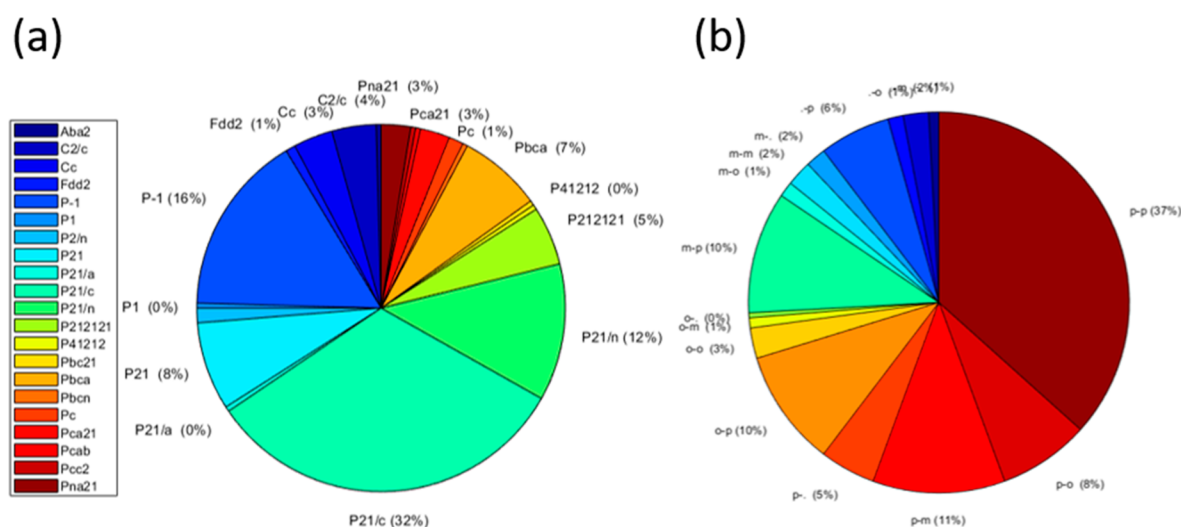 (a)
(b)
Pna21 (3%)
C2/c (4%)
Cc (3%)
Fdd2 (1%)
Pca21 (3%)
Pc (1%)
Pbca (7%)
P41212 (0%)
P212121 (5%)
P-1 (16%)
P1 (0%)
P21 (8%)
P21/n (12%)
P21/a (0%)
P21/c (32%)
Aba2
C2/c
Cc
Fdd2
P-1
P1
P2/n
P21
P21/a
P21/c
P21/n
P212121
P41212
Pbc21
Pbca
Pbcn
Pc
Pca21
Pcab
Pcc2
Pna21
.-p (6%)
m-. (2%)
m-m (2%)
m-o (1%)
p-p (37%)
m-p (10%)
o-. (0%)
o-m (1%)
o-o (3%)
o-p (10%)
p-. (5%)
p-m (11%)
p-o (8%)